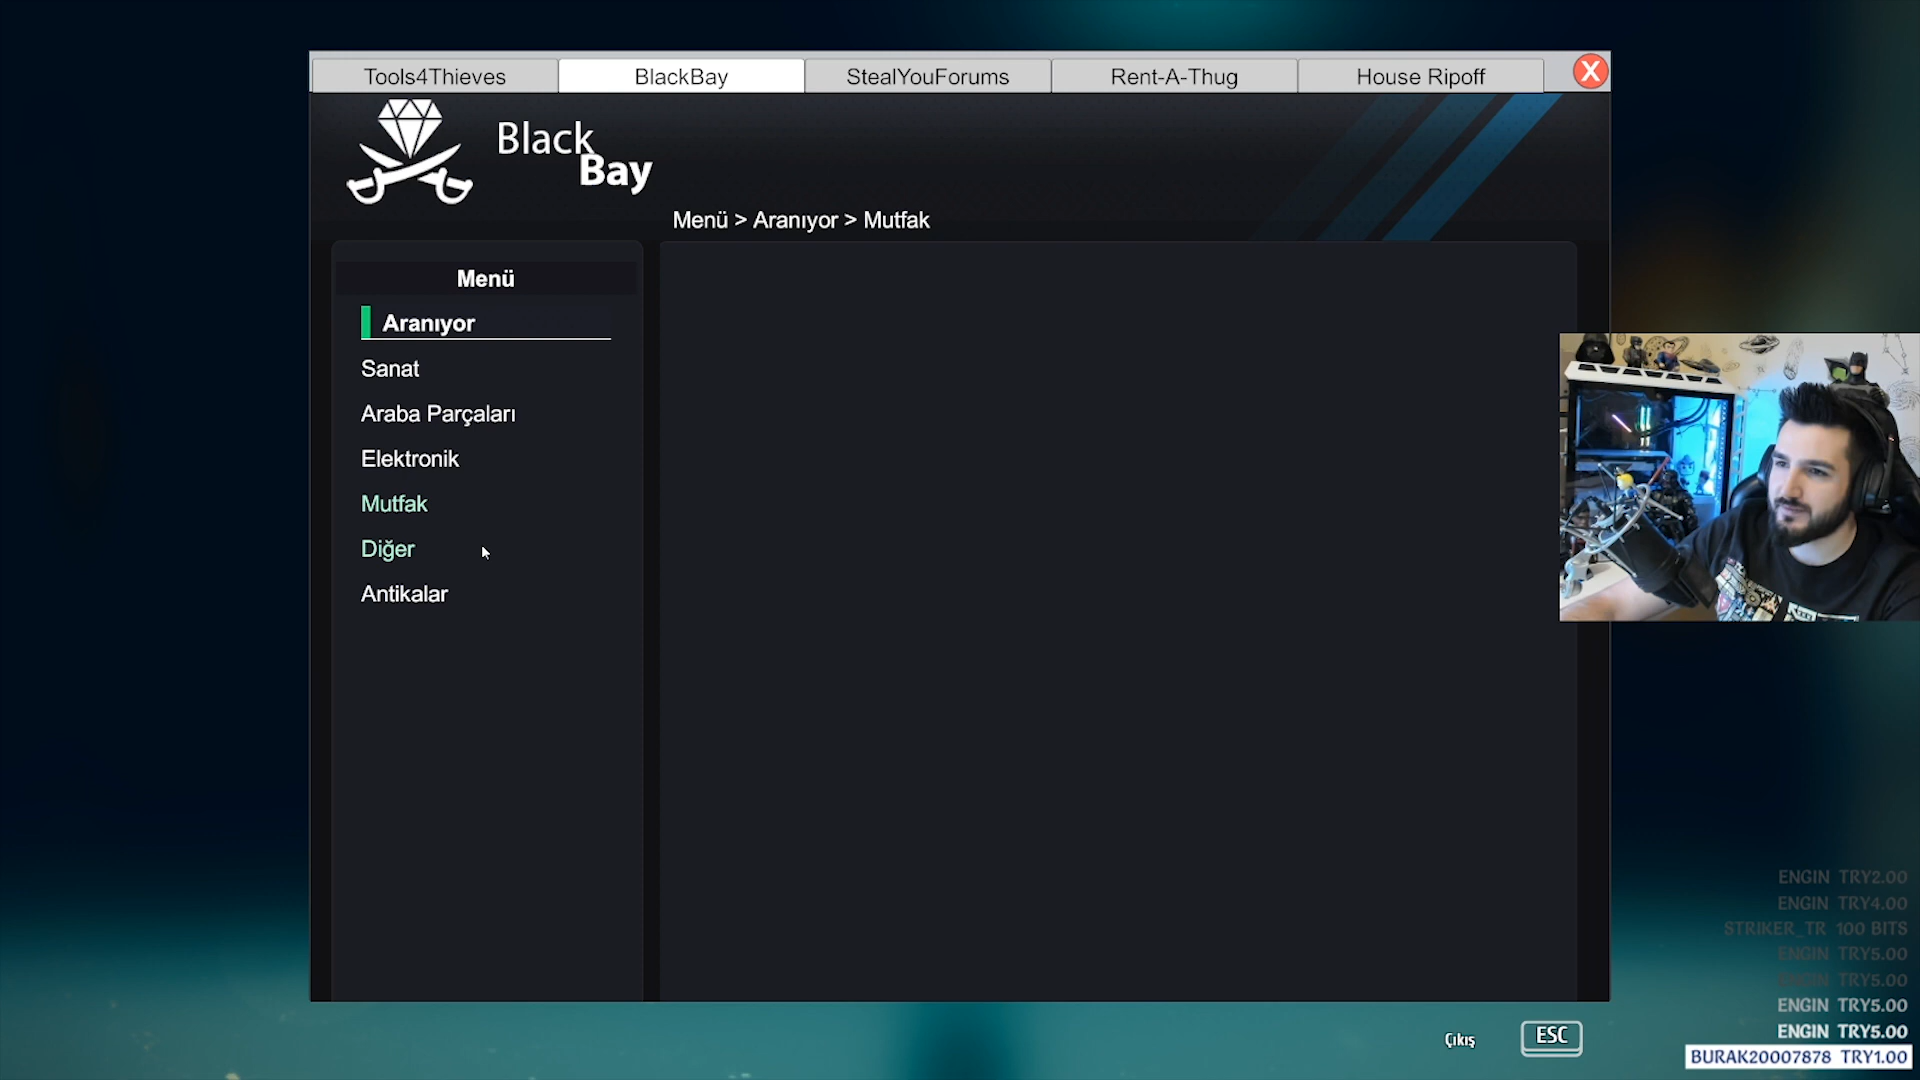 Tools4Thieves
BlackBay
StealYouForums
Rent-A-Thug
House Ripoff
X
Black
Bay
Menü > Aranıyor > Mutfak
Menü
Aranıyor
Sanat
Araba Parçaları
Elektronik
Mutfak
Diğer
Antikalar
ENGIN TRY2.00
ENGIN TRY4.00
STRIKER_TR 100 BITS
ENGIN TRY5.00
ENGIN TRY5.00
ENGIN TRY5.00
ENGIN TRY5.00
BURAK20007878 TRY1.00
Çıkış ESC